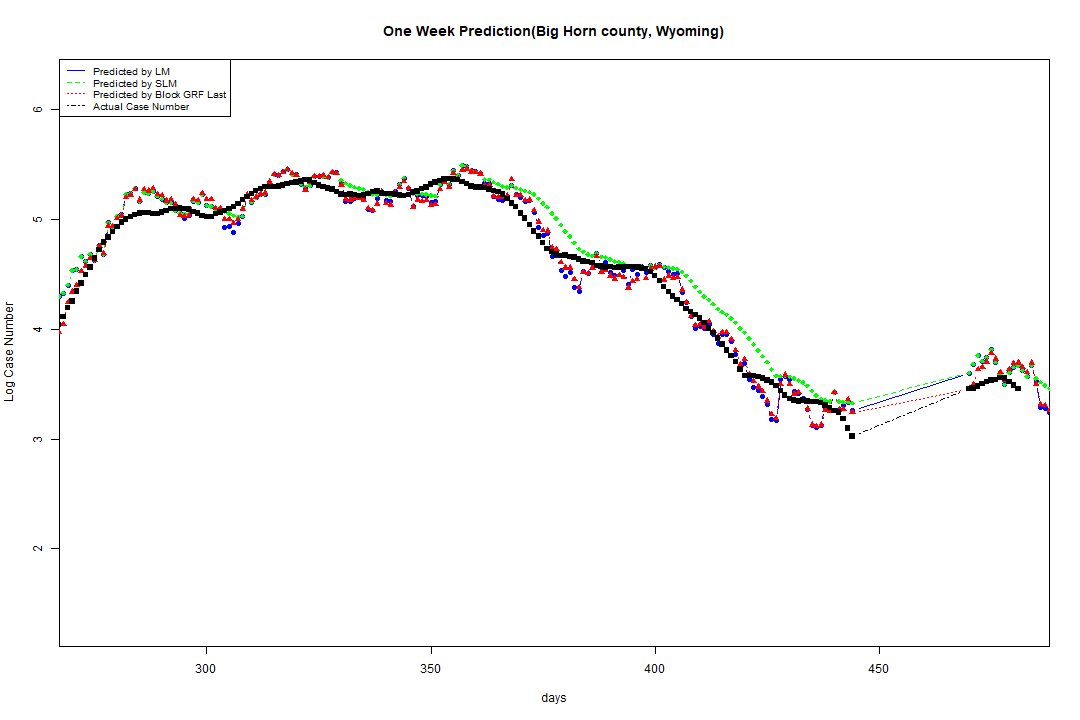 One Week Prediction(Big Horn county, Wyoming)
Predicted by LM
Predicted by SLM
Predicted by Block GRF Last
Actual Case Number
6
5
4
3
2
Log Case Number
300 350 400 450
days